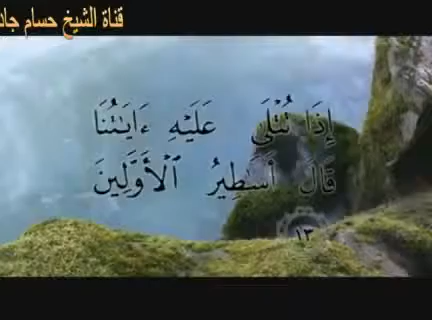 قناة الشيخ حسام جاد
إِذَا تُتْلَىٰ عَلَيْهِ ءَايَٰتُنَا
قَالَ أَسَٰطِيرُ ٱلْأَوَّلِينَ
١٣